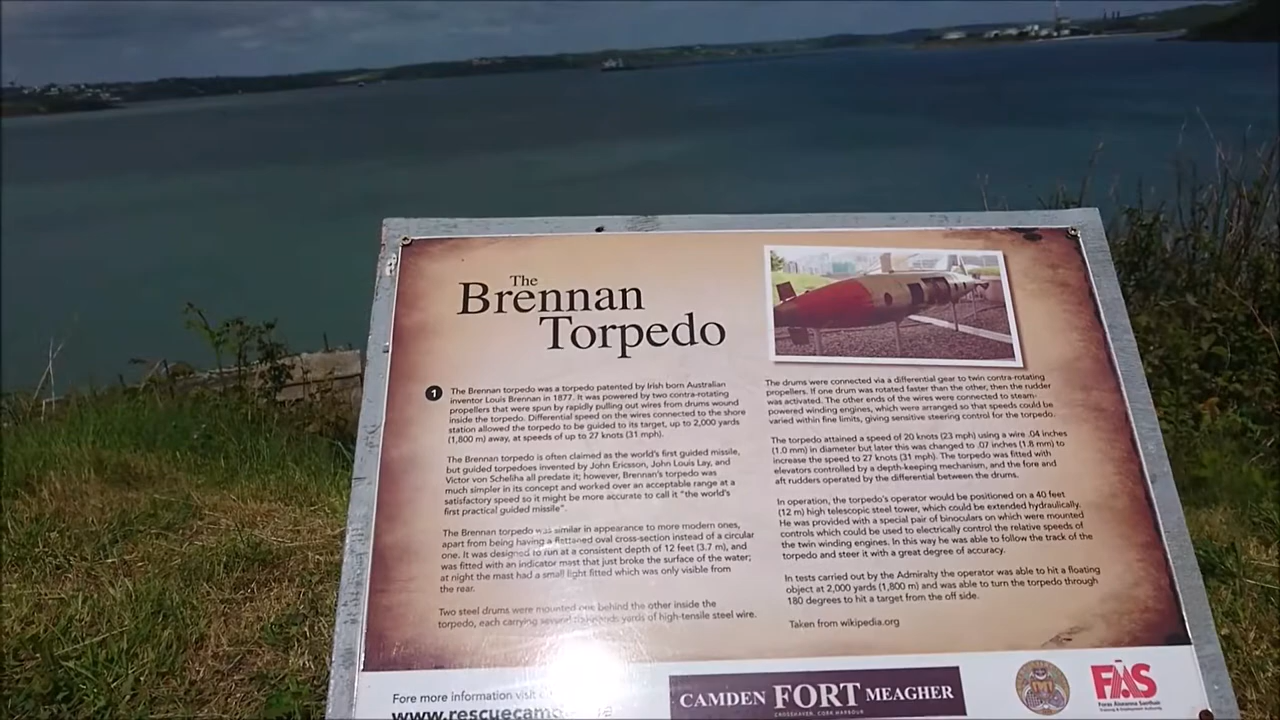 The
Brennan
Torpedo
1
The Brennan torpedo was a torpedo patented by Irish born Australian
inventor Louis Brennan in 1877. It was powered by two contra-rotating
propellers that were spun by rapidly pulling out wires from drums wound
inside the torpedo. Differential speed on the wires connected to the shore
station allowed the torpedo to be guided to its target, up to 2,000 yards
(1,800 m) away, at speeds of up to 27 knots (31 mph).
The Brennan torpedo is often claimed as the world's first guided missile,
but guided torpedoes invented by John Ericsson, John Louis Lay, and
Victor von Scheliha all predate it; however, Brennan's torpedo was
much simpler in its concept and worked over an acceptable range at a
satisfactory speed so it might be more accurate to call it "the world's
first practical guided missile".
The Brennan torpedo was similar in appearance to more modern ones,
apart from being having a flattened oval cross-section instead of a circular
one. It was designed to run at a consistent depth of 12 feet (3.7 m), and
was fitted with an indicator mast that just broke the surface of the water;
at night the mast had a small light fitted which was only visible from
the rear.
Two steel drums were mounted one behind the other inside the
torpedo, each carrying several thousands yards of high-tensile steel wire.
The drums were connected via a differential gear to twin contra-rotating
propellers. If one drum was rotated faster than the other, then the rudder
was activated. The other ends of the wires were connected to steam-
powered winding engines, which were arranged so that speeds could be
varied within fine limits, giving sensitive steering control for the torpedo.
The torpedo attained a speed of 20 knots (23 mph) using a wire .04 inches
(1.0 mm) in diameter but later this was changed to .07 inches (1.8 mm) to
increase the speed to 27 knots (31 mph). The torpedo was fitted with
elevators controlled by a depth-keeping mechanism, and the fore and
aft rudders operated by the differential between the drums.
In operation, the torpedo's operator would be positioned on a 40 feet
(12 m) high telescopic steel tower, which could be extended hydraulically.
He was provided with a special pair of binoculars on which were mounted
controls which could be used to electrically control the relative speeds of
the twin winding engines. In this way he was able to follow the track of the
torpedo and steer it with a great degree of accuracy.
In tests carried out by the Admiralty the operator was able to hit a floating
object at 2,000 yards (1,800 m) and was able to turn the torpedo through
180 degrees to hit a target from the off side.
Taken from wikipedia.org
Fore more information visit
www.rescuecam
CAMDEN FORT MEAGHER
CROSSHAVEN, CORK HARBOUR
FÁS
Foras Áiseanna Saothair
Training & Employment Authority